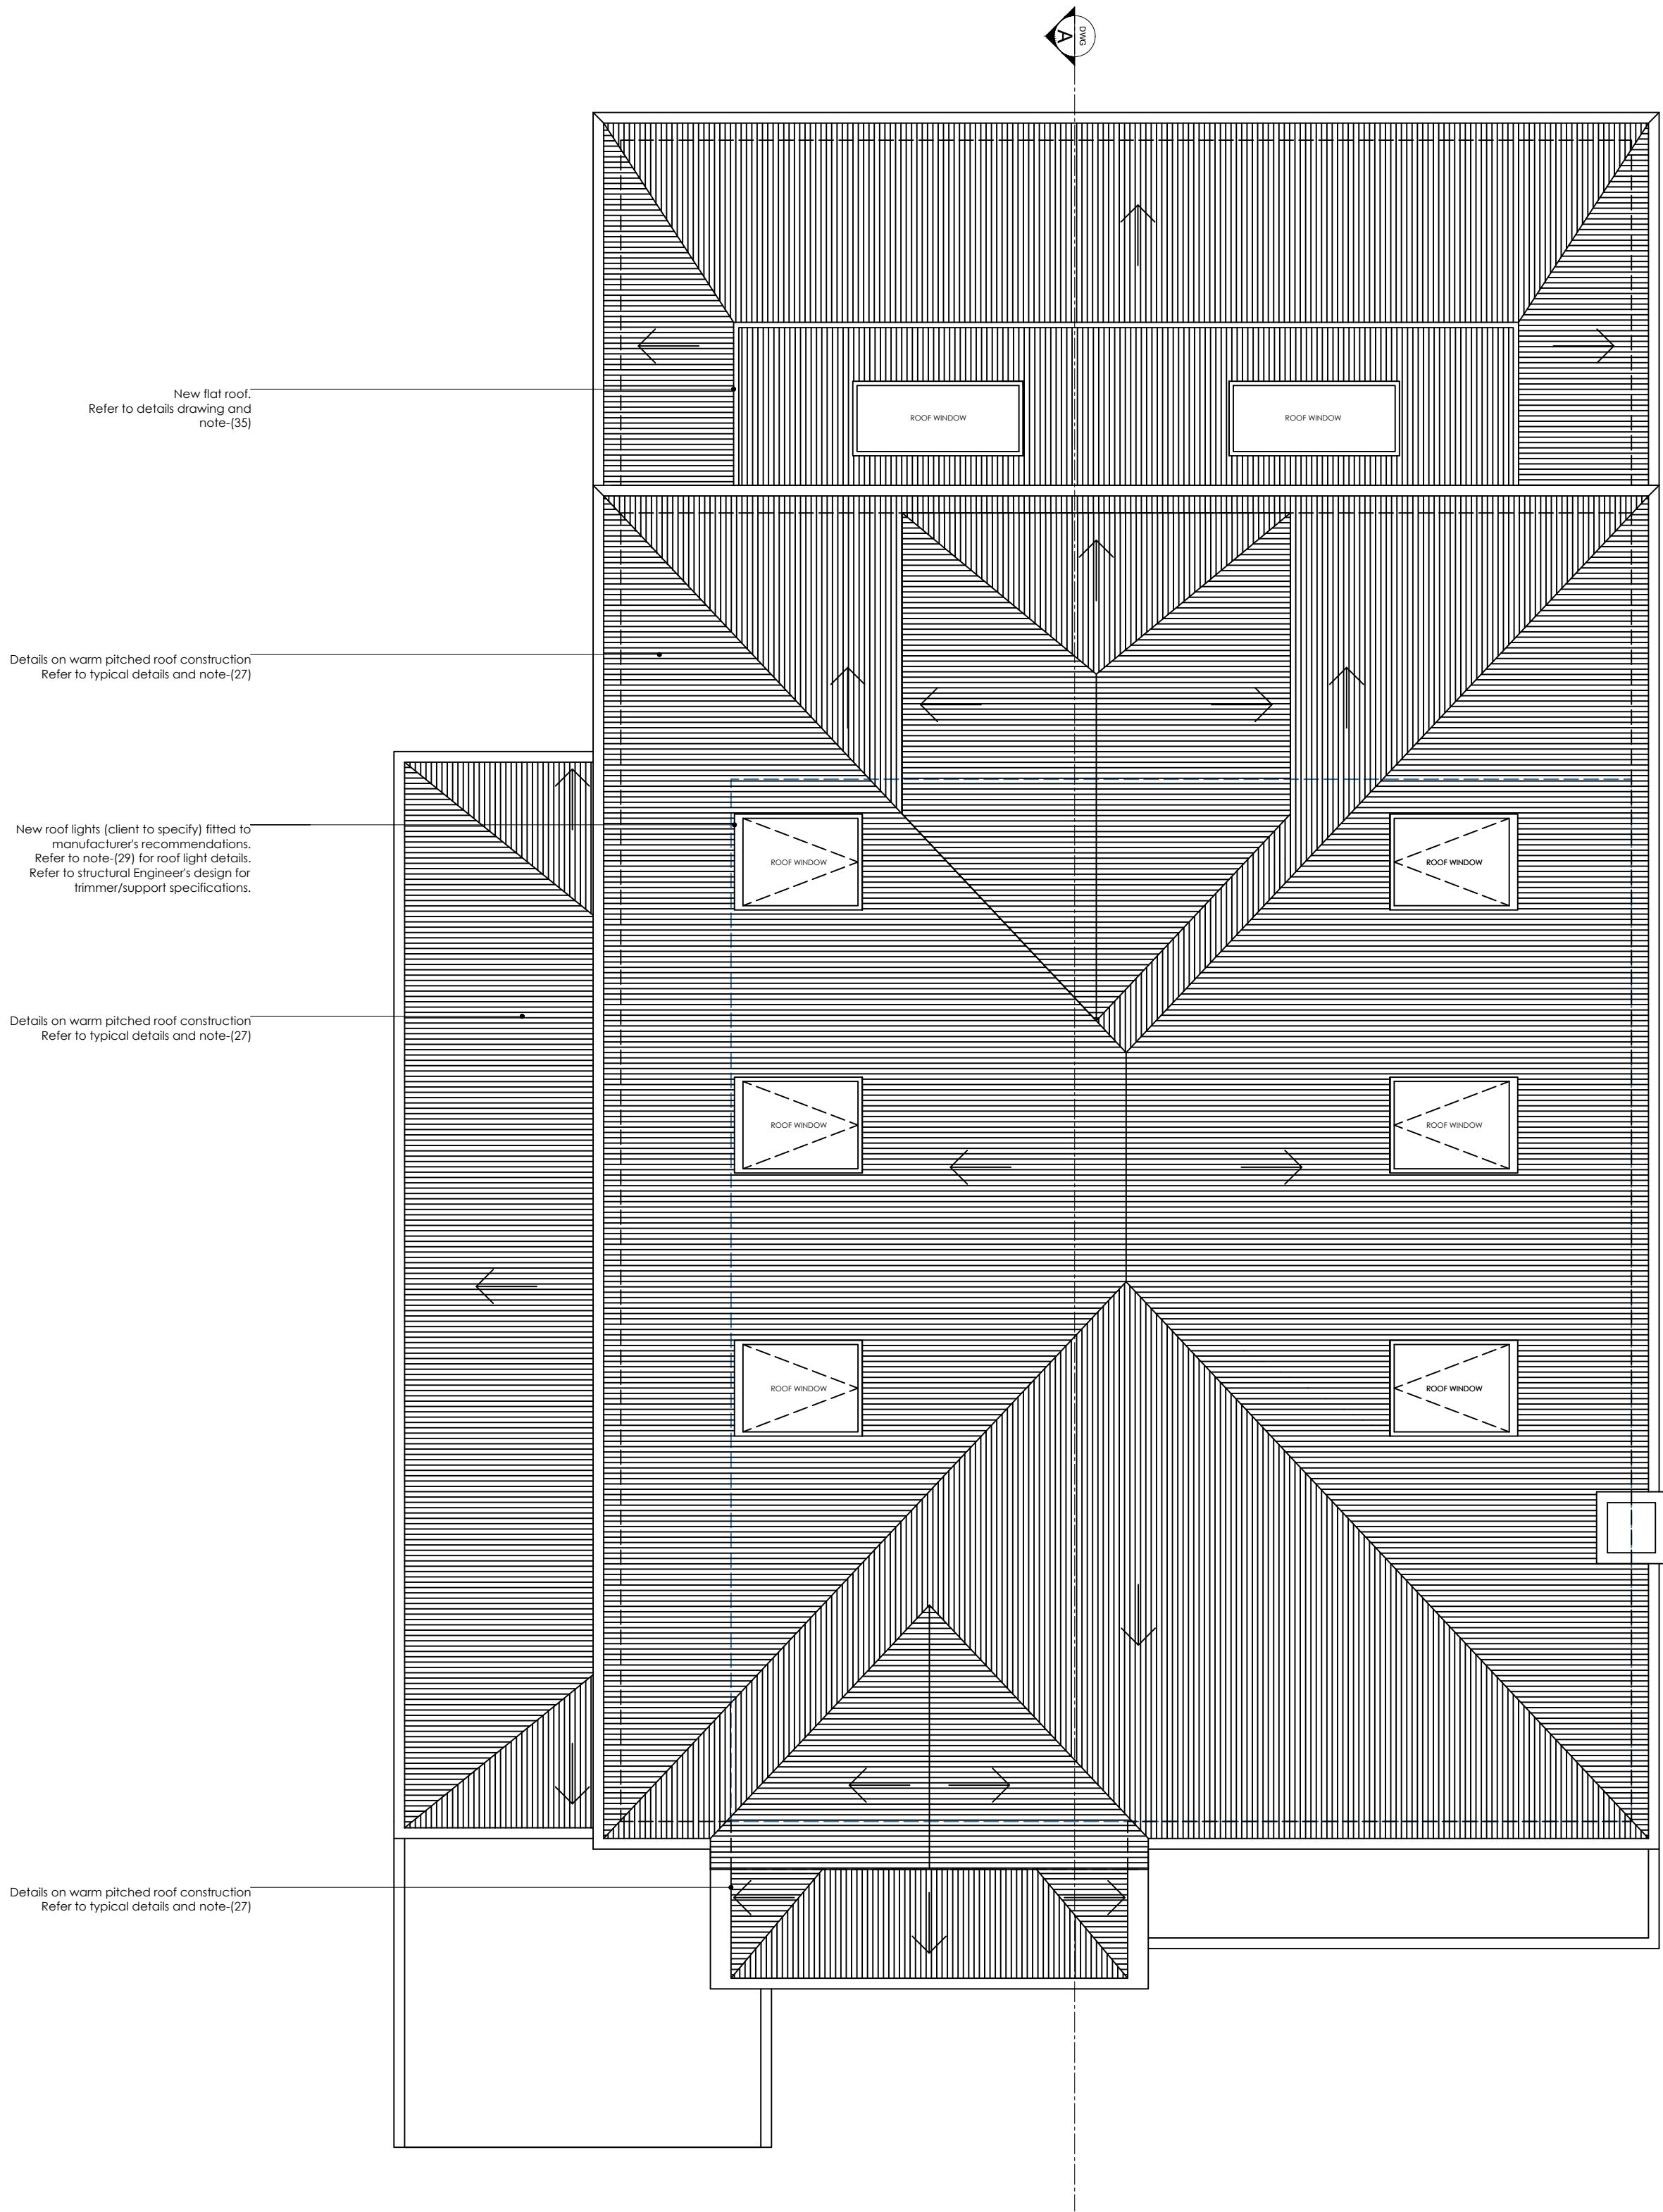 DWG
A
New flat roof.
Refer to details drawing and
note-(35)
ROOF WINDOW
ROOF WINDOW
Details on warm pitched roof construction
Refer to typical details and note-(27)
New roof lights (client to specify) fitted to
manufacturer's recommendations.
Refer to note-(29) for roof light details.
Refer to structural Engineer's design for
trimmer/support specifications.
ROOF WINDOW
ROOF WINDOW
Details on warm pitched roof construction
Refer to typical details and note-(27)
ROOF WINDOW
ROOF WINDOW
ROOF WINDOW
ROOF WINDOW
Details on warm pitched roof construction
Refer to typical details and note-(27)